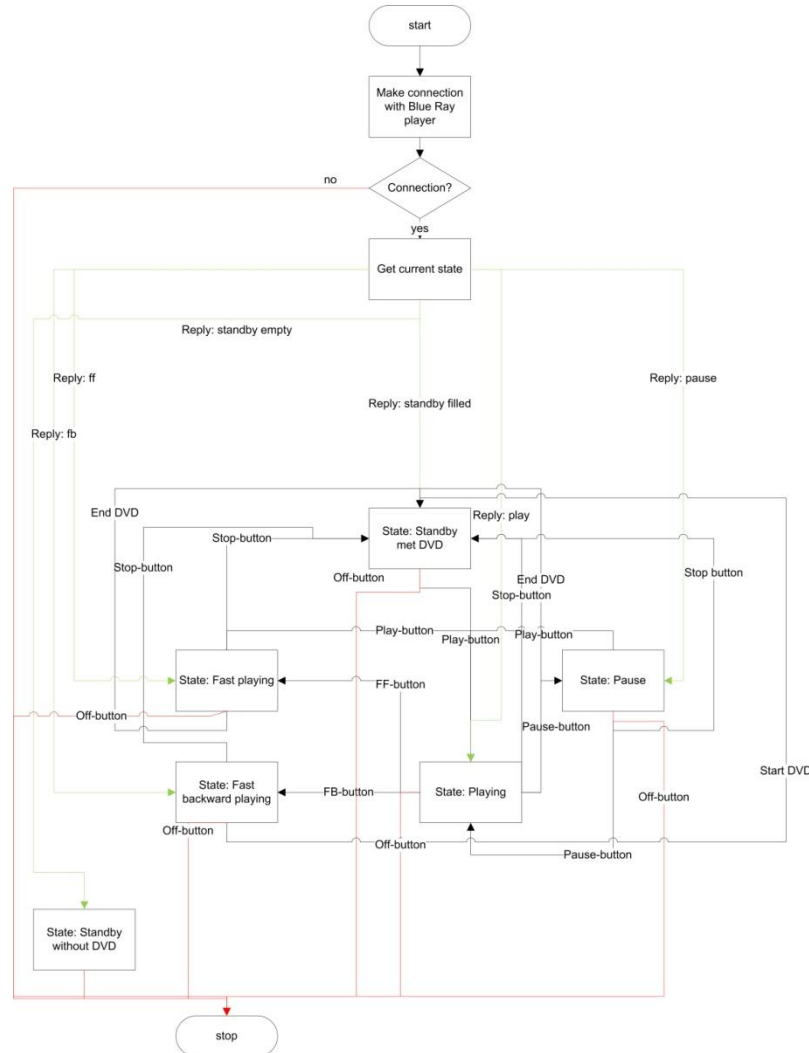 start
Make connection
with Blue Ray
player
no
Connection?
yes
Get current state
Reply: standby empty
Reply: ff
Reply: pause
Reply: standby filled
Reply: fb
End DVD
Reply: play
State: Standby
met DVD
Stop-button
Stop-button
Off-button
End DVD
Stop-button
Stop button
Play-button
Play-button
Play-button
State: Fast playing
FF-button
State: Pause
Off-button
Pause-button
Start DVD
State: Fast
backward playing
FB-button
State: Playing
Off-button
Off-button
Off-button
Pause-button
State: Standby
without DVD
stop